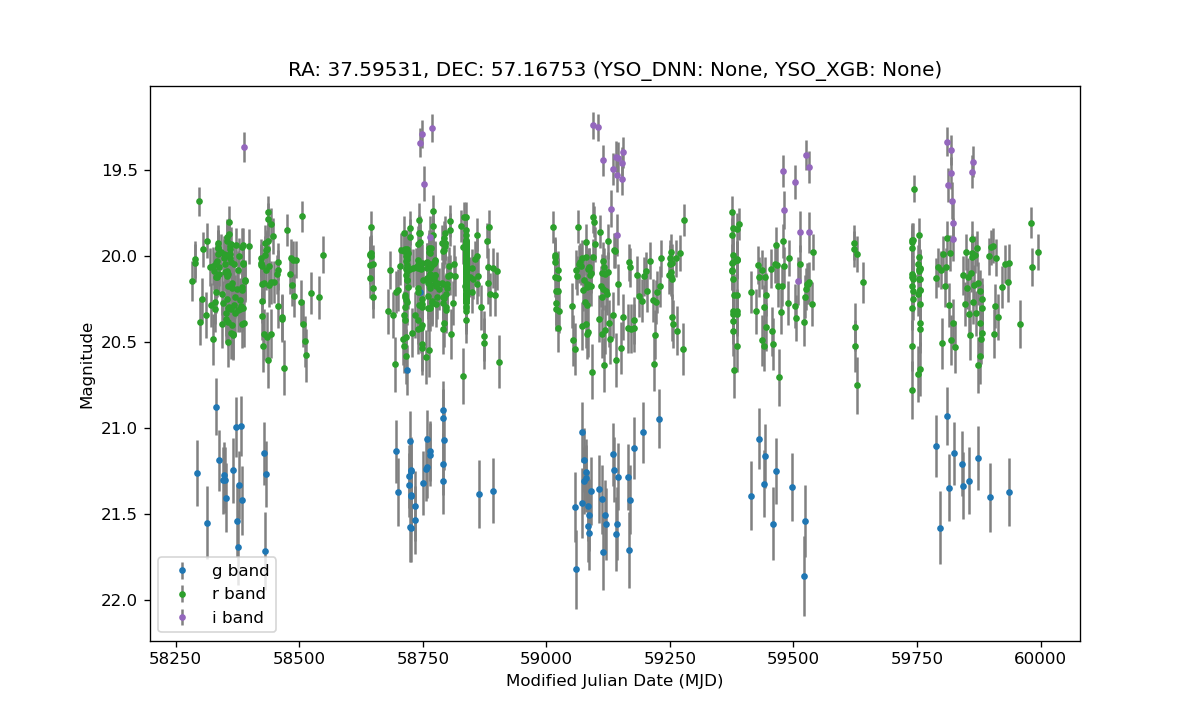 RA: 37.59531, DEC: 57.16753 (YSO_DNN: None, YSO_XGB: None)
Magnitude
19.5
20.0
20.5
21.0
21.5
22.0
g band
r band
i band
58250 58500 58750 59000 59250 59500 59750 60000
Modified Julian Date (MJD)